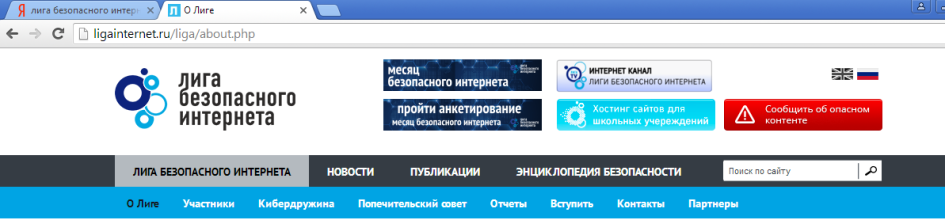 Я лига безопасного интерн
Л О Лиге
ligainternet.ru/liga/about.php
лига
безопасного
интернета
месяц
безопасного интернета
ИНТЕРНЕТ КАНАЛ
ЛИГИ БЕЗОПАСНОГО ИНТЕРНЕТА
TV
пройти анкетирование
месяц безопасного интернета
Хостинг сайтов для
школьных учереждений
Сообщить об опасном
контенте
ЛИГА БЕЗОПАСНОГО ИНТЕРНЕТА НОВОСТИ ПУБЛИКАЦИИ ЭНЦИКЛОПЕДИЯ БЕЗОПАСНОСТИ Поиск по сайту
О Лиге Участники Кибердружина Попечительский совет Отчеты Вступить Контакты Партнеры